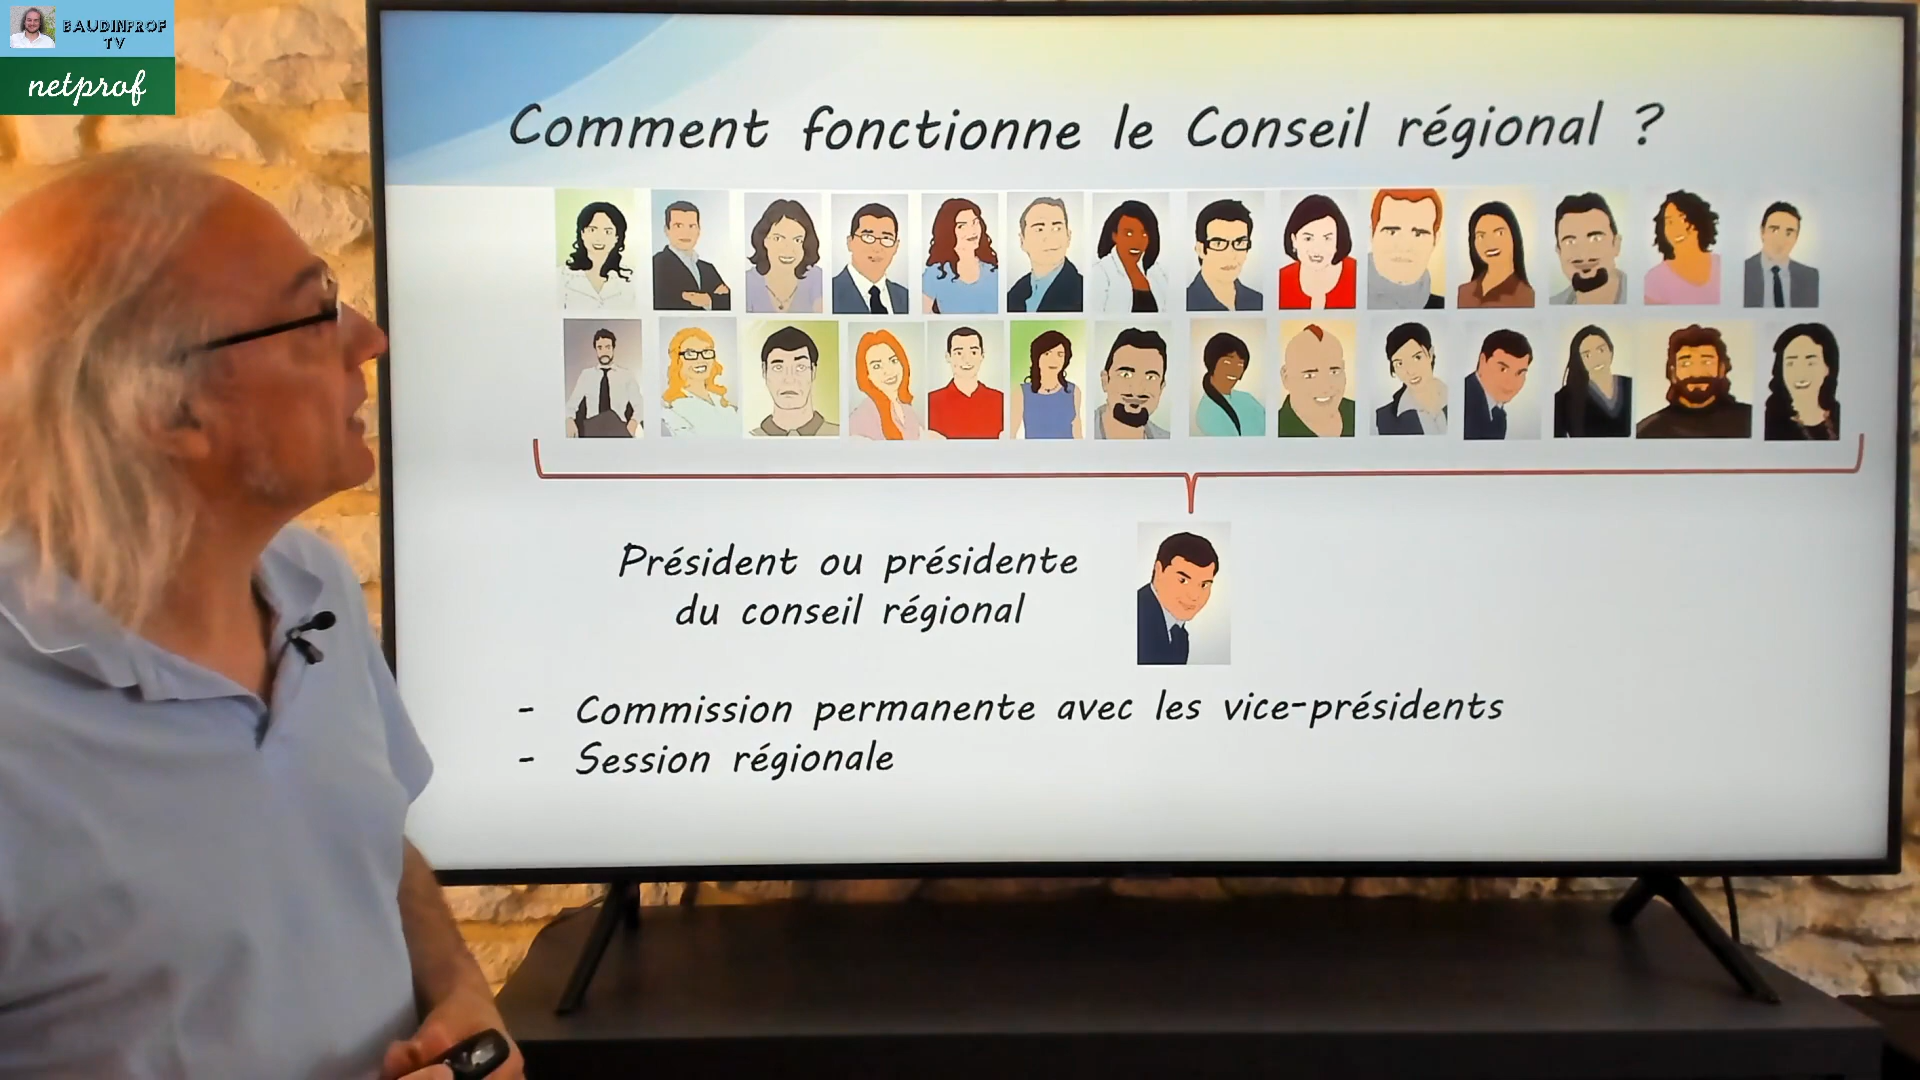 BAUDINPROF
TV
netprof
Comment fonctionne le Conseil régional ?
Président ou présidente
du conseil régional
- Commission permanente avec les vice-présidents
- Session régionale